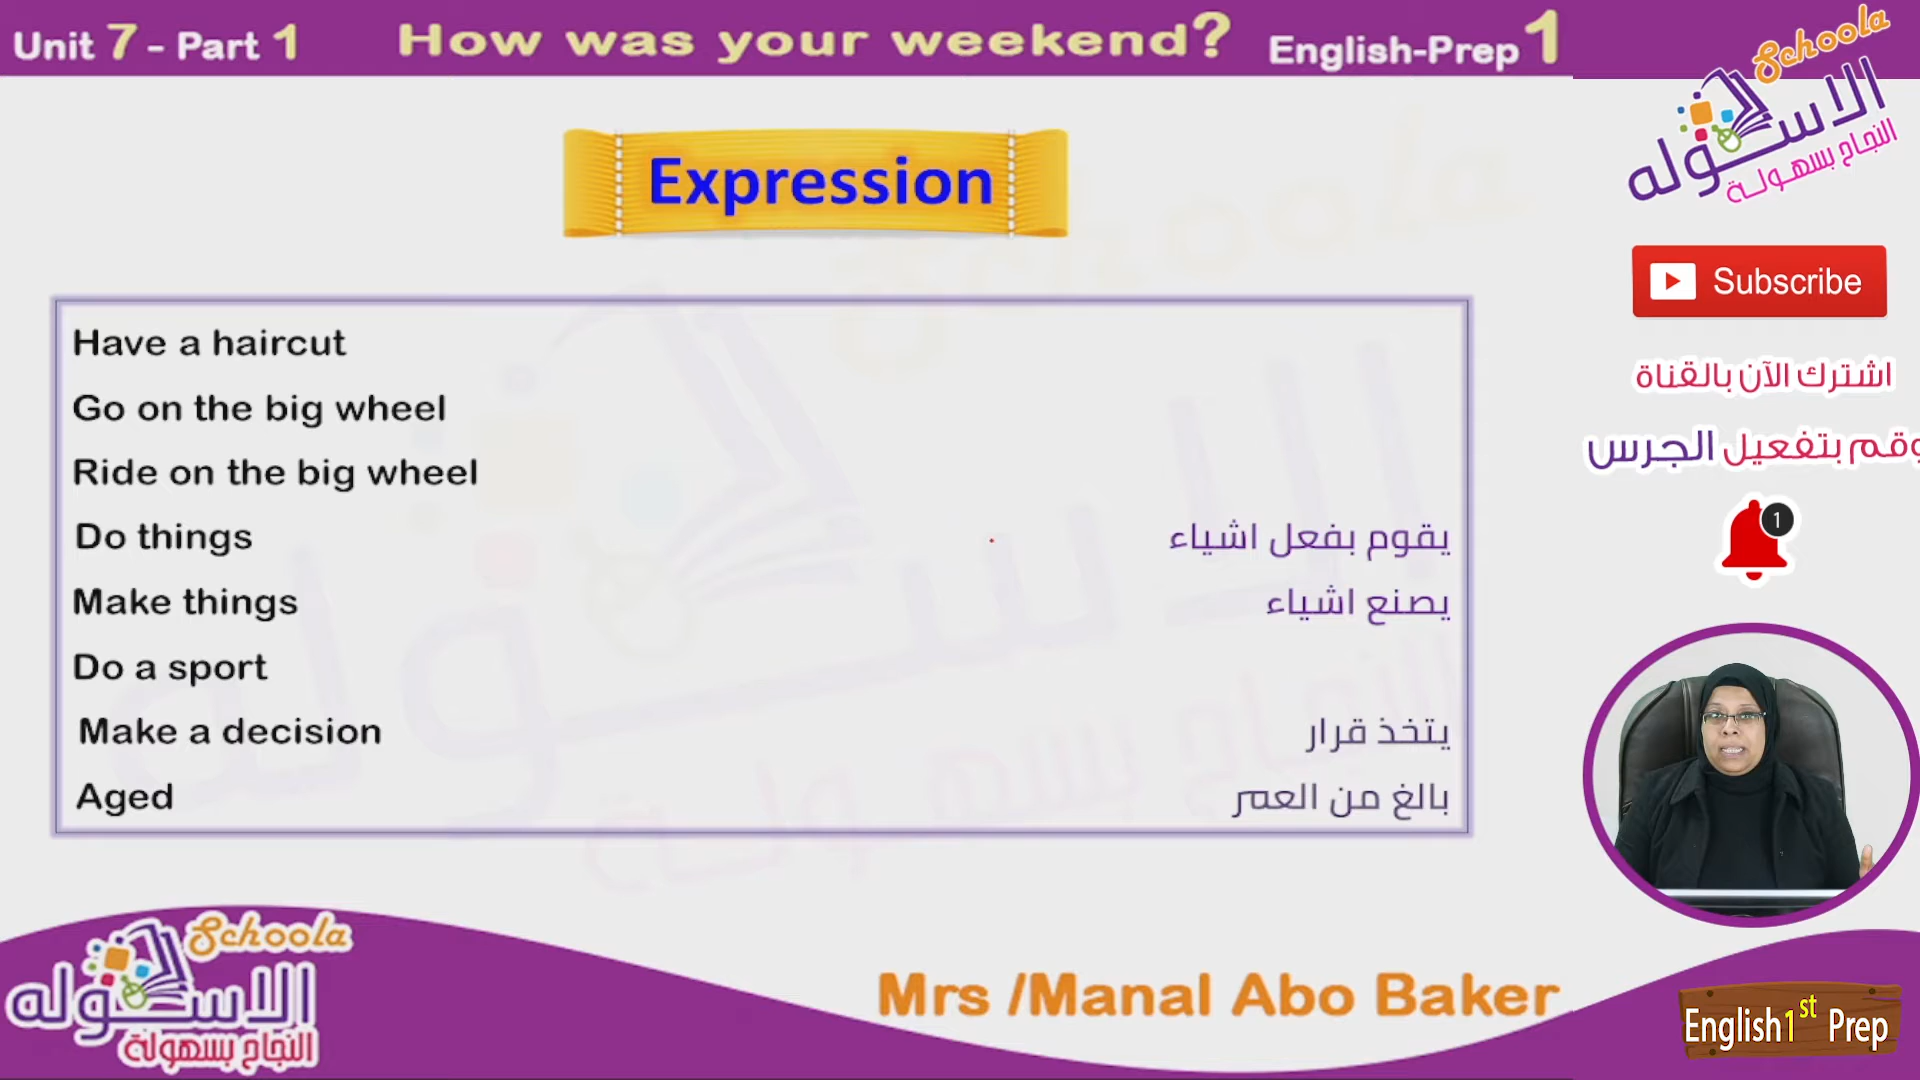 Unit 7 - Part 1 How was your weekend? English-Prep 1
Schoola
الاسكوله
النجاح بسهولة
Expression
Subscribe
اشترك الآن بالقناة
وقم بتفعيل الجرس
1
Have a haircut
Go on the big wheel
Ride on the big wheel
Do things يقوم بفعل اشياء
Make things يصنع اشياء
Do a sport
Make a decision يتخذ قرار
Aged بالغ من العمر
Schoola
الاسكوله
النجاح بسهولة
Mrs /Manal Abo Baker
English 1st Prep